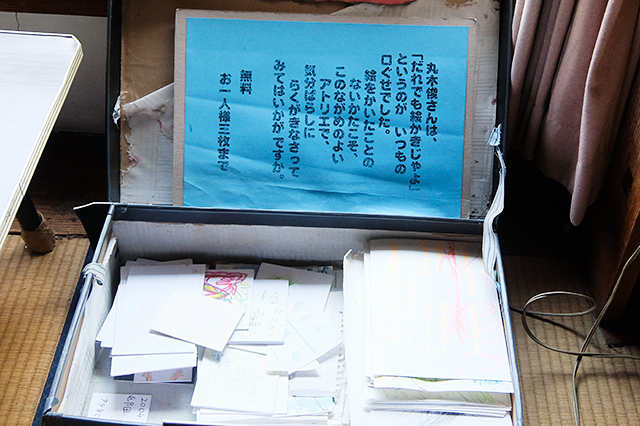 丸木俊さんは、
「だれでも絵かきじゃよ」
というのが　いつもの
口ぐせでした。
絵をかいたことの
ないかたこそ、
このながめのよい
アトリエで、
気分ばらしに
らくがきなさって
みてはいかがですか。
無料
お一人様三枚まで
2009